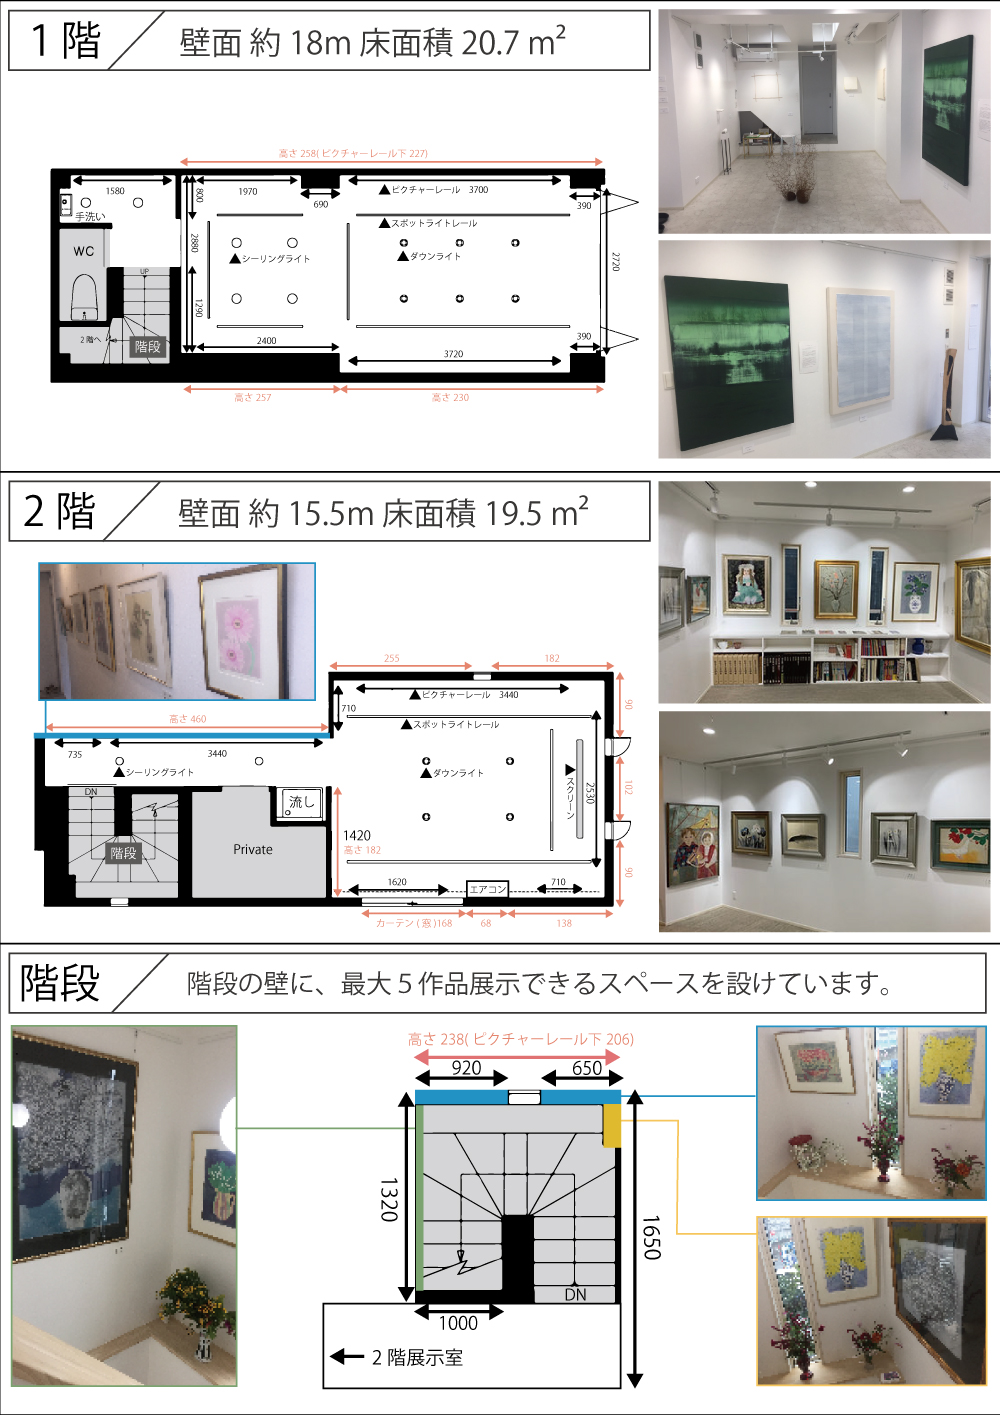 1階
壁面 約 18m 床面積 20.7 m²
高さ 258( ピクチャーレール下 227)
1580
800
1970
690
▲ピクチャーレール 3700
390
手洗い
▲スポットライトレール
WC
2880
▲シーリングライト
▲ダウンライト
2720
UP
1290
2階へ
階段
2400
3720
390
高さ 257
高さ 230
2階
壁面 約 15.5m 床面積 19.5 m²
255
182
▲ピクチャーレール 3440
710
90
高さ 460
▲スポットライトレール
735
3440
▲シーリングライト
▲ダウンライト
▲スクリーン
2530
102
DN
流し
階段
Private
1420
高さ 182
90
1620
エアコン
710
カーテン ( 窓 )168
68
138
階段
階段の壁に、最大 5 作品展示できるスペースを設けています。
高さ 238( ピクチャーレール下 206)
920
650
1320
1650
DN
1000
2 階展示室